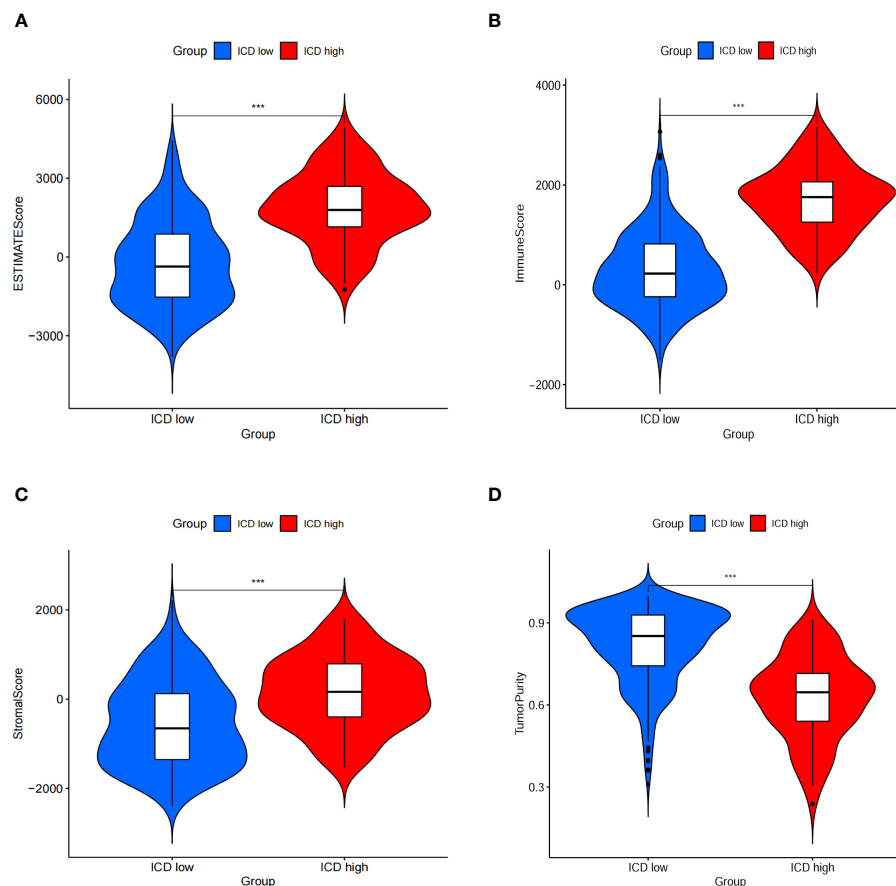 A
Group ICD low ICD high
6000
3000
0
−3000
ESTIMATEScore
***
ICD low ICD high
Group
B
Group ICD low ICD high
4000
2000
0
−2000
ImmuneScore
***
ICD low ICD high
Group
C
Group ICD low ICD high
2000
0
−2000
StromalScore
***
ICD low ICD high
Group
D
Group ICD low ICD high
0.9
0.6
0.3
TumorPurity
***
ICD low ICD high
Group